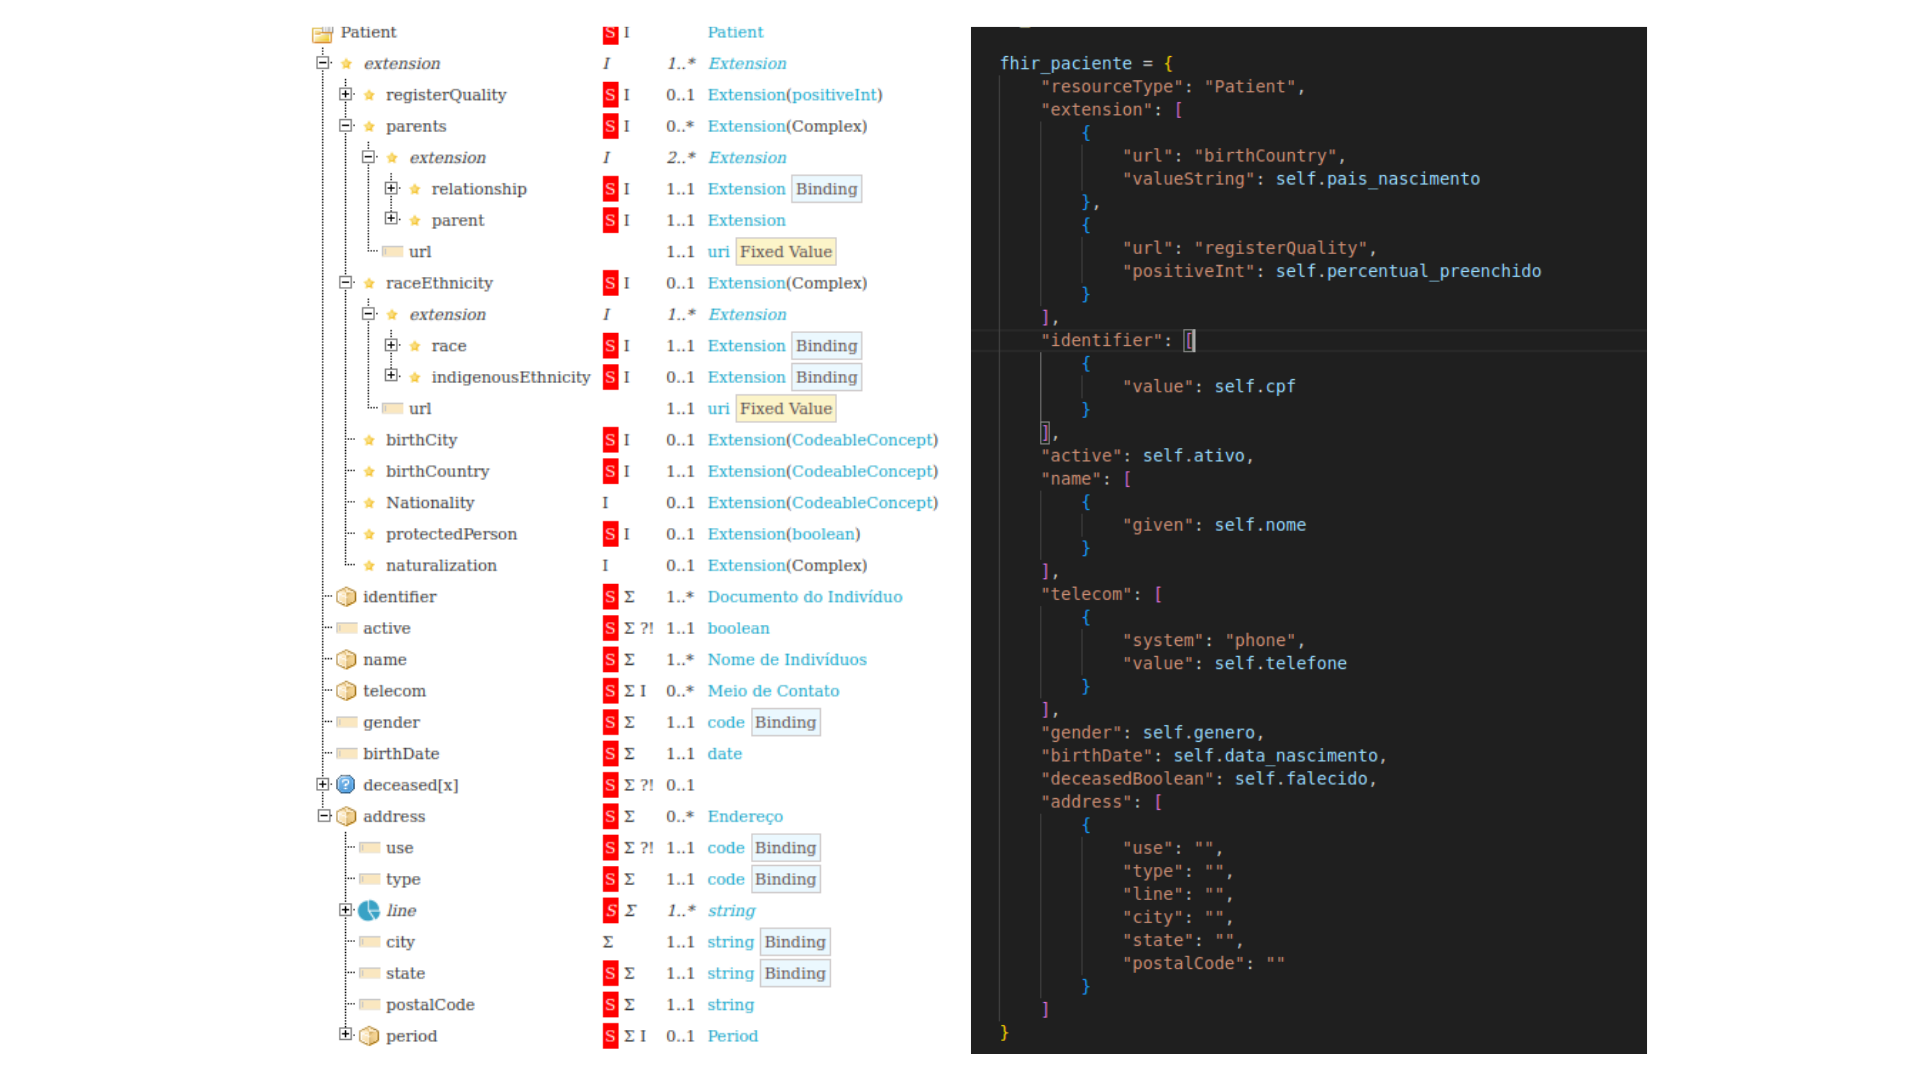 Patient S I Patient
extension I 1..* Extension
registerQuality S I 0..1 Extension(positiveInt)
parents S I 0..* Extension(Complex)
extension I 2..* Extension
relationship S I 1..1 Extension Binding
parent S I 1..1 Extension
url 1..1 uri Fixed Value
raceEthnicity S I 0..1 Extension(Complex)
extension I 1..* Extension
race S I 1..1 Extension Binding
indigenousEthnicity S I 0..1 Extension Binding
url 1..1 uri Fixed Value
birthCity S I 0..1 Extension(CodeableConcept)
birthCountry S I 1..1 Extension(CodeableConcept)
Nationality I 0..1 Extension(CodeableConcept)
protectedPerson S I 0..1 Extension(boolean)
naturalization I 0..1 Extension(Complex)
identifier S Σ 1..* Documento do Indivíduo
active S Σ ?! 1..1 boolean
name S Σ 1..* Nome de Indivíduos
telecom S Σ I 0..* Meio de Contato
gender S Σ 1..1 code Binding
birthDate S Σ 1..1 date
deceased[x] S Σ ?! 0..1
address S Σ 0..* Endereço
use S Σ ?! 1..1 code Binding
type S Σ 1..1 code Binding
line S Σ 1..* string
city Σ 1..1 string Binding
state S Σ 1..1 string Binding
postalCode S Σ 1..1 string
period S Σ I 0..1 Period
fhir_paciente = {
"resourceType": "Patient",
"extension": [
{
"url": "birthCountry",
"valueString": self.pais_nascimento
},
{
"url": "registerQuality",
"positiveInt": self.percentual_preenchido
}
],
"identifier": [
{
"value": self.cpf
}
],
"active": self.ativo,
"name": [
{
"given": self.nome
}
],
"telecom": [
{
"system": "phone",
"value": self.telefone
}
],
"gender": self.genero,
"birthDate": self.data_nascimento,
"deceasedBoolean": self.falecido,
"address": [
{
"use": "",
"type": "",
"line": "",
"city": "",
"state": "",
"postalCode": ""
}
]
}